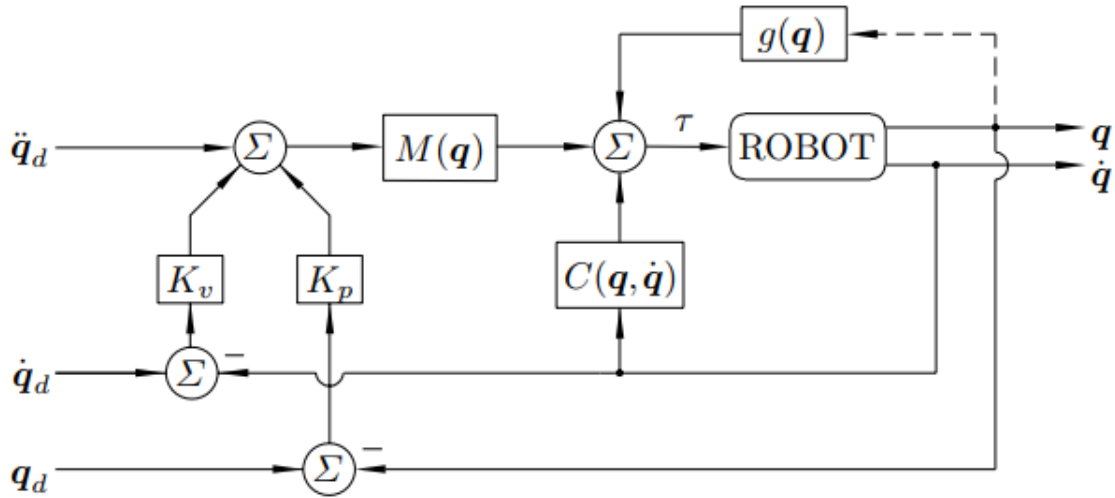 g(q)
q̈_d Σ M(q) Σ τ ROBOT q
q̇
K_v K_p C(q, q̇)
q̇_d Σ −
q_d Σ −